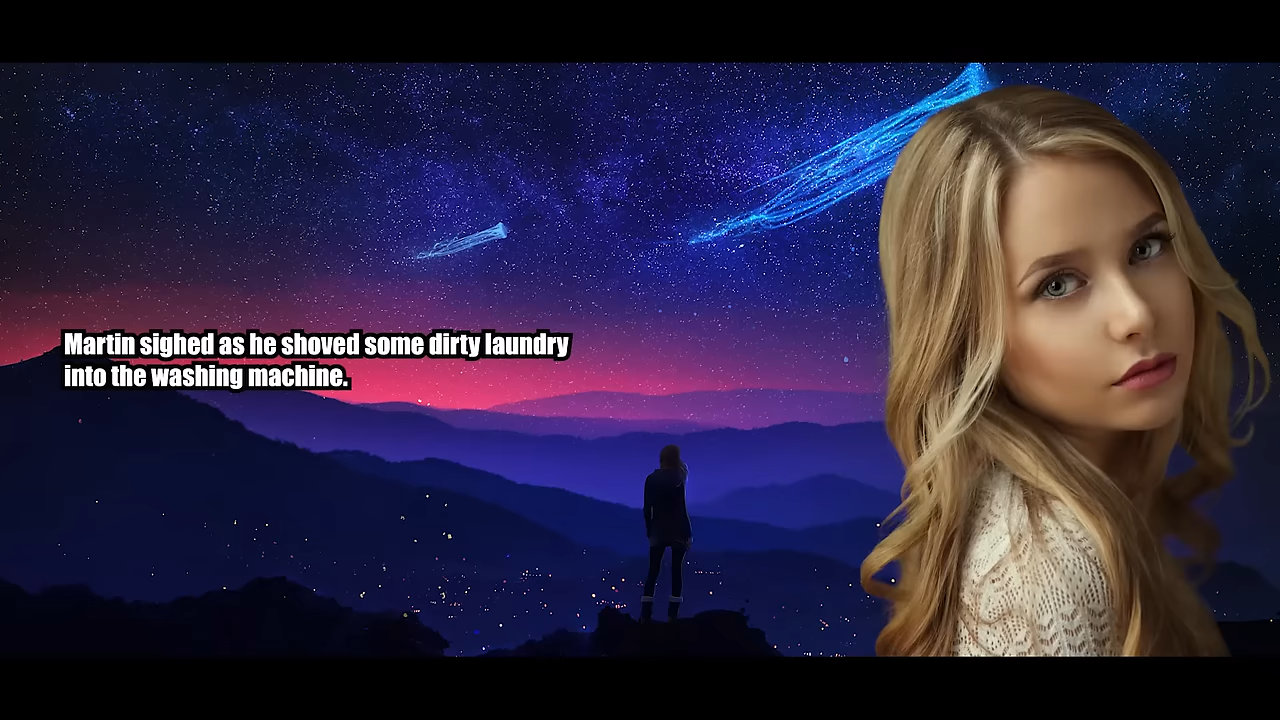 Martin sighed as he shoved some dirty laundry
into the washing machine.